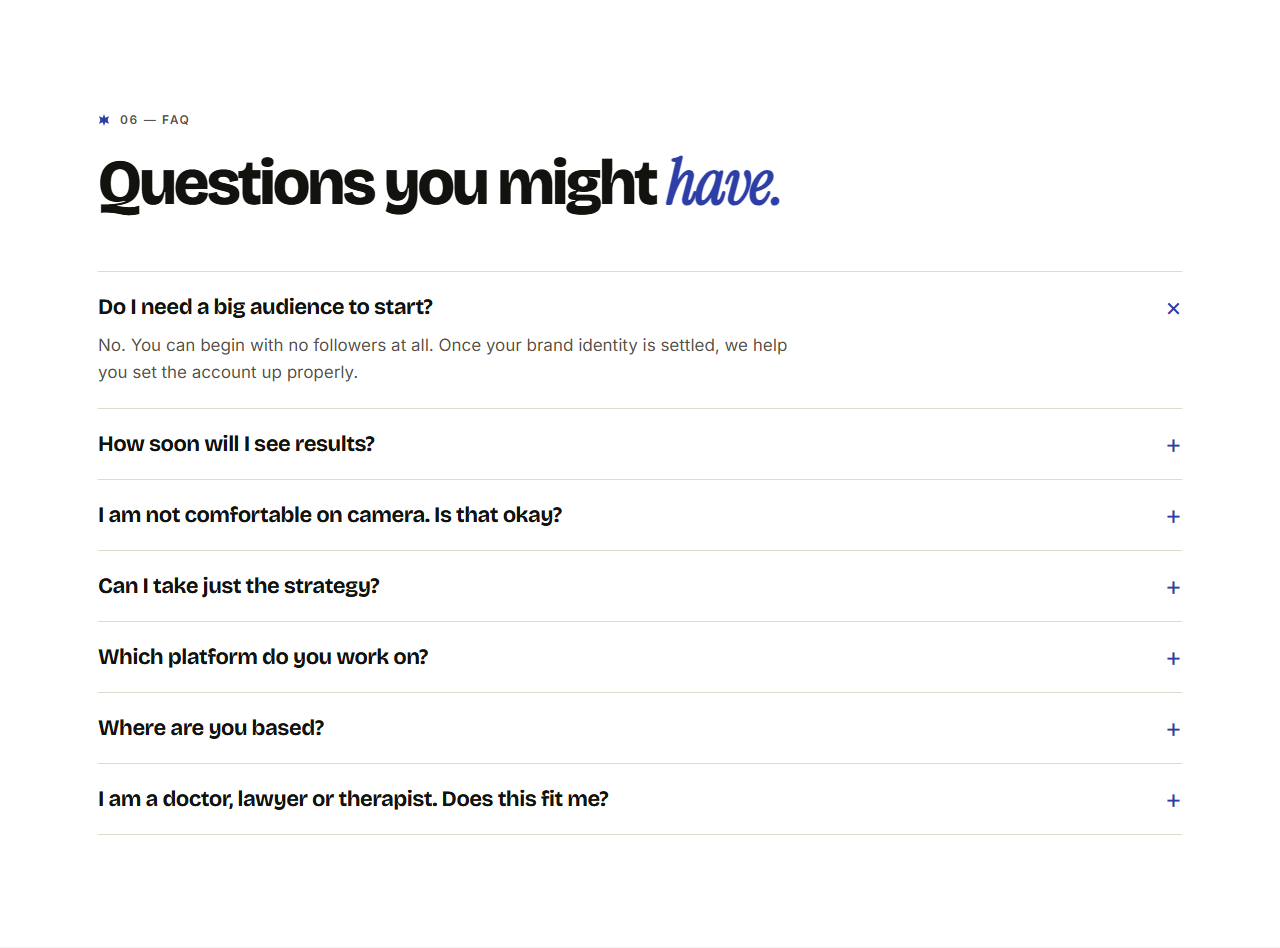 06 — FAQ
Questions you might have.
Do I need a big audience to start?
No. You can begin with no followers at all. Once your brand identity is settled, we help
you set the account up properly.
How soon will I see results?
I am not comfortable on camera. Is that okay?
Can I take just the strategy?
Which platform do you work on?
Where are you based?
I am a doctor, lawyer or therapist. Does this fit me?